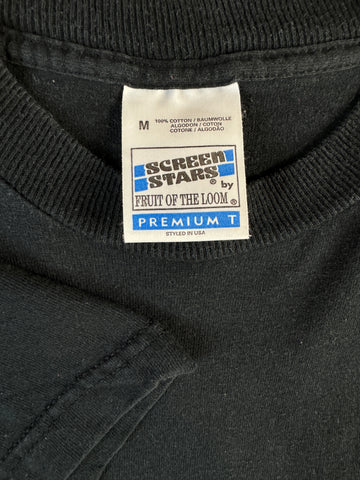 M 100% COTTON / BAUMWOLLE
ALGODON / COTON
COTONE / ALGODÃO
SCREEN
STARS ® by
FRUIT OF THE LOOM ®
PREMIUM T
STYLED IN USA